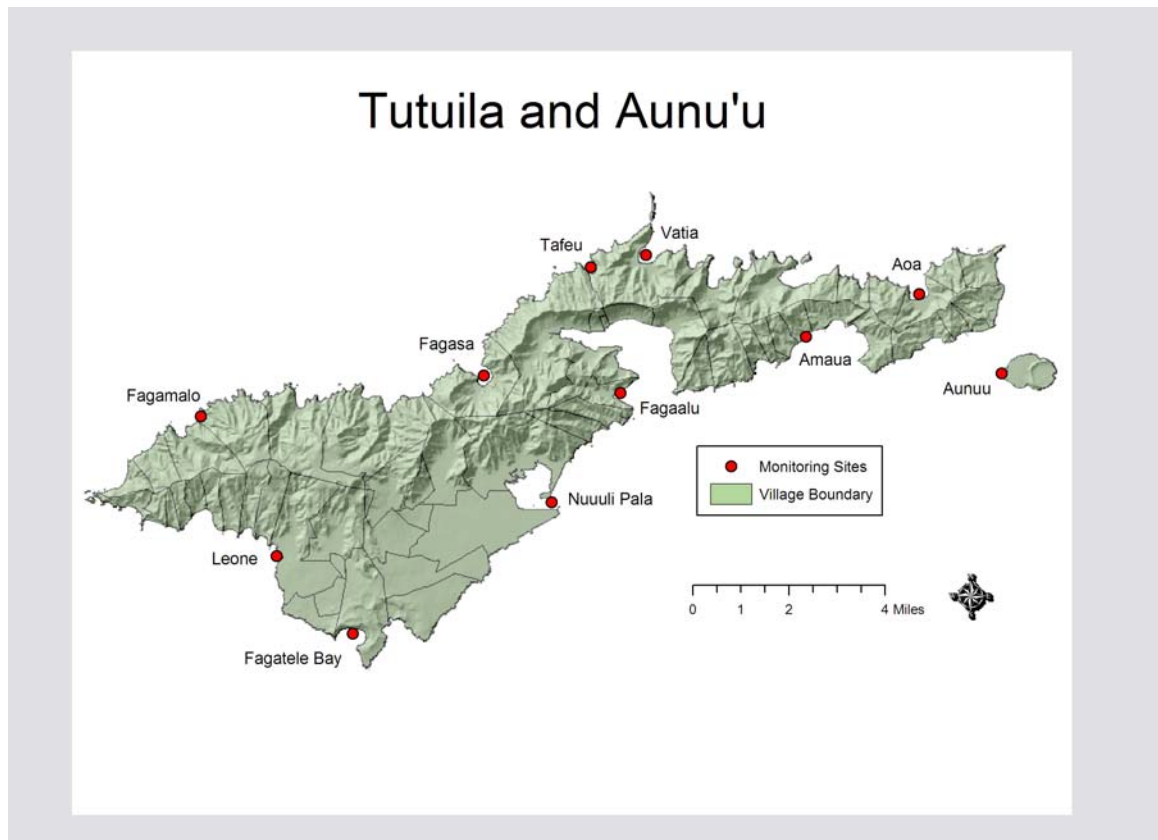 Tutuila and Aunu'u
Vatia
Tafeu
Aoa
Fagasa
Amaua
Aunuu
Fagamalo
Fagaalu
Monitoring Sites
Village Boundary
Nuuuli Pala
Leone
0 1 2 4 Miles
Fagatele Bay